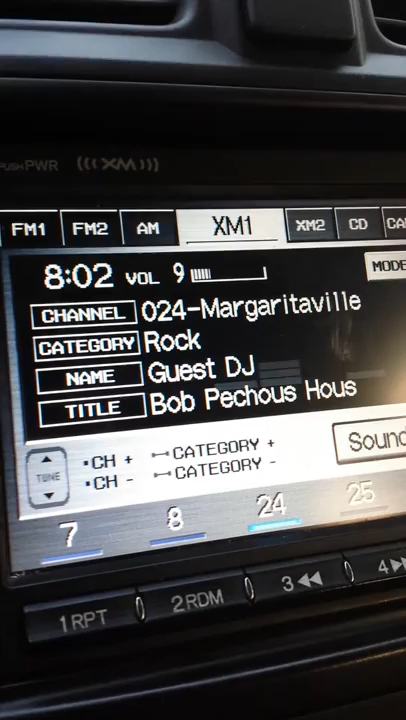 PUSH PWR (((XM)))
FM1 FM2 AM XM1 XM2 CD
8:02 VOL 9 MODE
CHANNEL 024-Margaritaville
CATEGORY Rock
NAME Guest DJ
TITLE Bob Pechous Hous
Sound
TUNE
·CH + CATEGORY +
·CH - CATEGORY -
7 8 24 25
1 RPT 2 RDM 3 ◀◀ 4 ▶▶